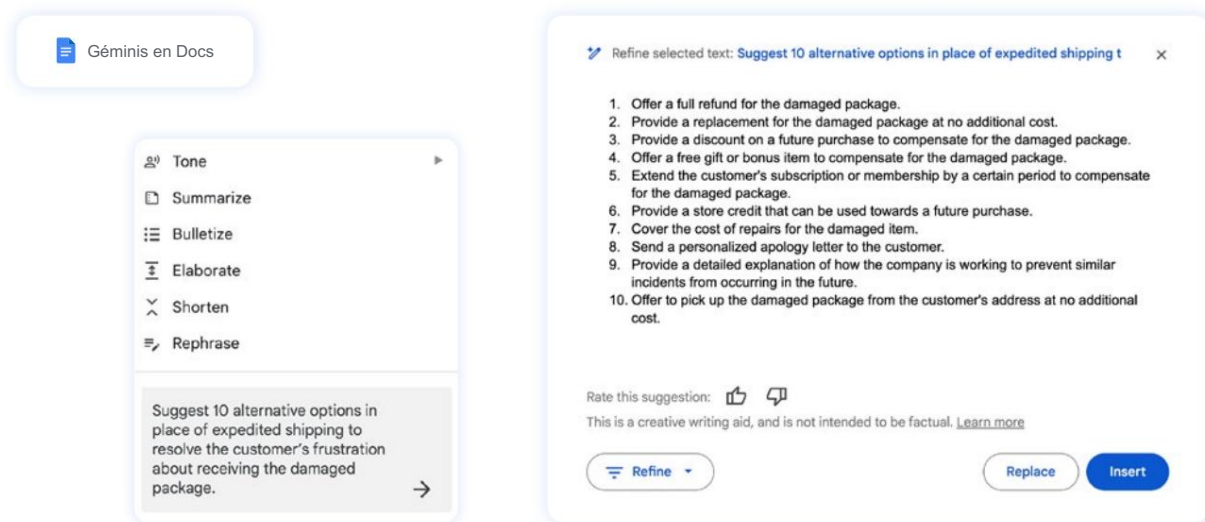 Géminis en Docs
Tone
Summarize
Bulletize
Elaborate
Shorten
Rephrase
Suggest 10 alternative options in
place of expedited shipping to
resolve the customer's frustration
about receiving the damaged
package.
Refine selected text: Suggest 10 alternative options in place of expedited shipping t
1. Offer a full refund for the damaged package.
2. Provide a replacement for the damaged package at no additional cost.
3. Provide a discount on a future purchase to compensate for the damaged package.
4. Offer a free gift or bonus item to compensate for the damaged package.
5. Extend the customer's subscription or membership by a certain period to compensate
for the damaged package.
6. Provide a store credit that can be used towards a future purchase.
7. Cover the cost of repairs for the damaged item.
8. Send a personalized apology letter to the customer.
9. Provide a detailed explanation of how the company is working to prevent similar
incidents from occurring in the future.
10. Offer to pick up the damaged package from the customer's address at no additional
cost.
Rate this suggestion:
This is a creative writing aid, and is not intended to be factual. Learn more
Refine
Replace
Insert